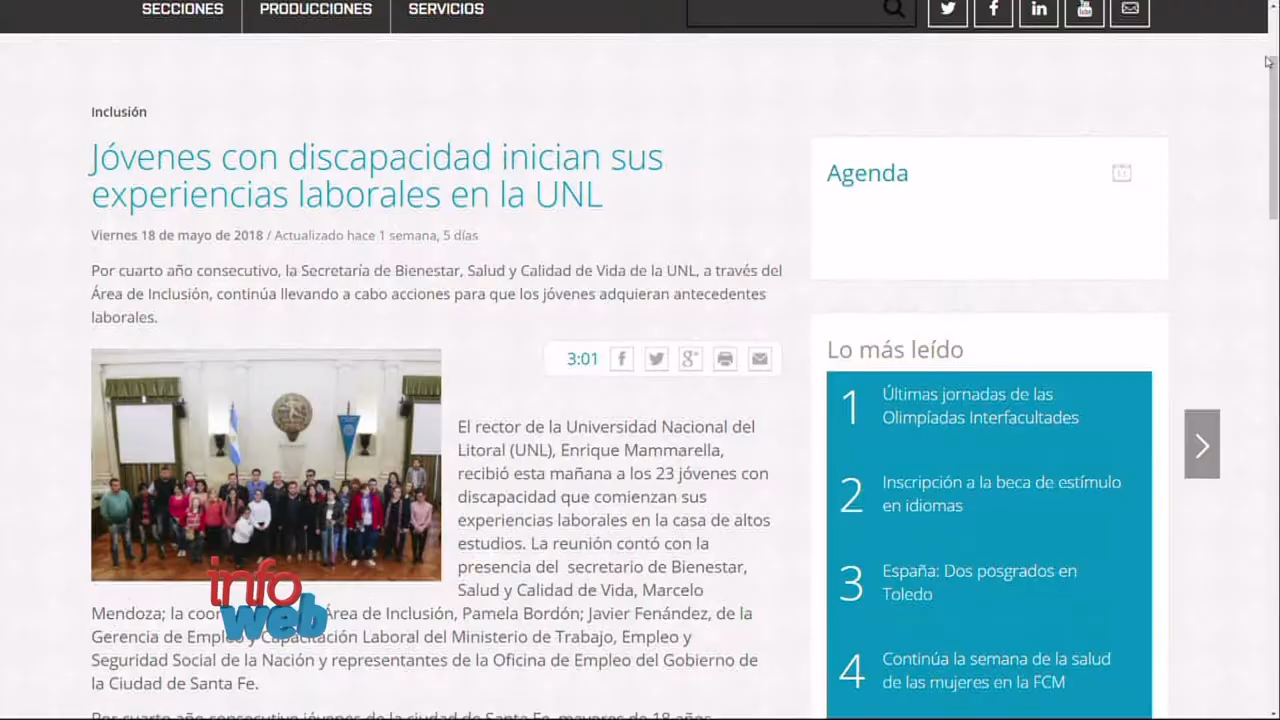 SECCIONES
PRODUCCIONES
SERVICIOS
Inclusión
Jóvenes con discapacidad inician sus
experiencias laborales en la UNL
Viernes 18 de mayo de 2018 / Actualizado hace 1 semana, 5 días
Por cuarto año consecutivo, la Secretaría de Bienestar, Salud y Calidad de Vida de la UNL, a través del
Área de Inclusión, continúa llevando a cabo acciones para que los jóvenes adquieran antecedentes
laborales.
3:01
El rector de la Universidad Nacional del
Litoral (UNL), Enrique Mammarella,
recibió esta mañana a los 23 jóvenes con
discapacidad que comienzan sus
experiencias laborales en la casa de altos
estudios. La reunión contó con la
presencia del secretario de Bienestar,
Salud y Calidad de Vida, Marcelo
Mendoza; la Área de Inclusión, Pamela Bordón; Javier Fenández, de la
Gerencia de Empleo y Capacitación Laboral del Ministerio de Trabajo, Empleo y
Seguridad Social de la Nación y representantes de la Oficina de Empleo del Gobierno de
la Ciudad de Santa Fe.
Por cuarto año consecutivo jóvenes de la ciudad de Santa Fe, mayores de 18 años
info
web
Agenda
Lo más leído
1 Últimas jornadas de las
Olimpíadas Interfacultades
2 Inscripción a la beca de estímulo
en idiomas
3 España: Dos posgrados en
Toledo
4 Continúa la semana de la salud
de las mujeres en la FCM